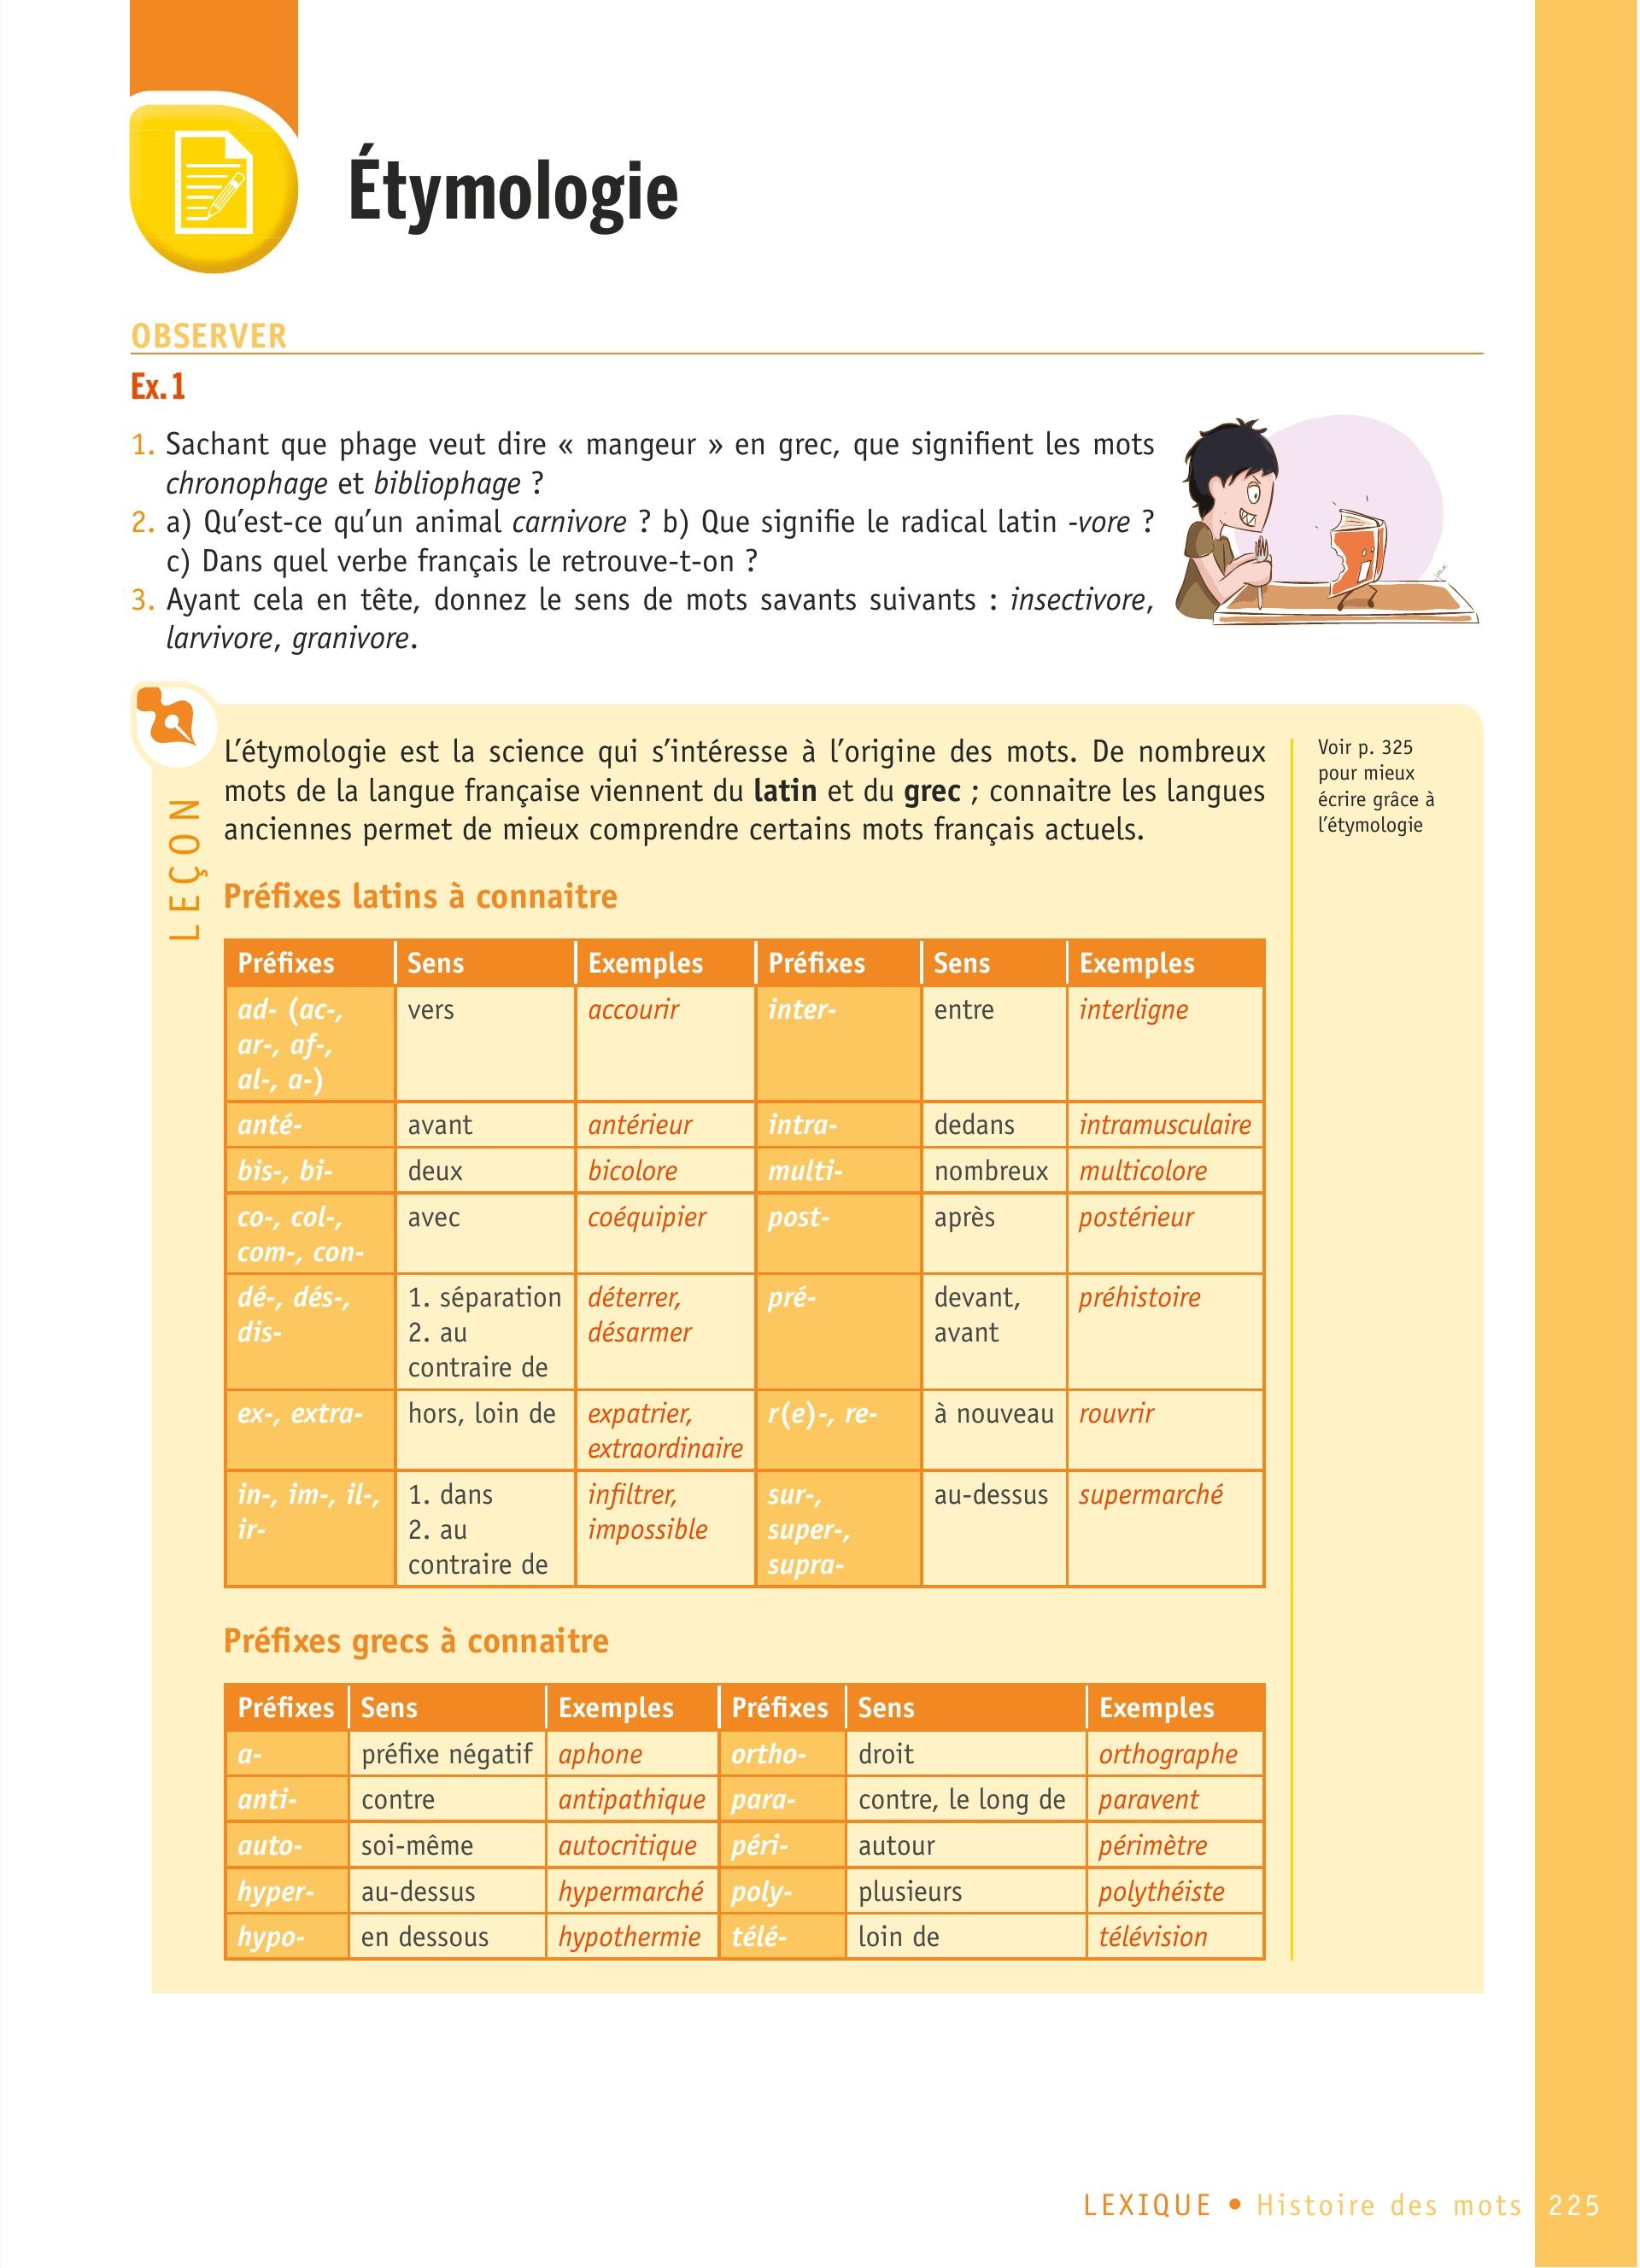 Étymologie
OBSERVER
Ex. 1
1. Sachant que phage veut dire « mangeur » en grec, que signifient les mots
chronophage et bibliophage ?
2. a) Qu’est-ce qu’un animal carnivore ? b) Que signifie le radical latin -vore ?
c) Dans quel verbe français le retrouve-t-on ?
3. Ayant cela en tête, donnez le sens de mots savants suivants : insectivore,
larvivore, granivore.
LEÇON
L’étymologie est la science qui s’intéresse à l’origine des mots. De nombreux
mots de la langue française viennent du latin et du grec ; connaitre les langues
anciennes permet de mieux comprendre certains mots français actuels.
Voir p. 325
pour mieux
écrire grâce à
l’étymologie
Préfixes latins à connaitre
Préfixes Sens Exemples Préfixes Sens Exemples
ad- (ac-, vers accourir inter- entre interligne
ar-, af-,
al-, a-)
anté- avant antérieur intra- dedans intramusculaire
bis-, bi- deux bicolore multi- nombreux multicolore
co-, col-, avec coéquipier post- après postérieur
com-, con-
dé-, dés-, 1. séparation déterrer, pré- devant, préhistoire
dis- 2. au désarmer avant
contraire de
ex-, extra- hors, loin de expatrier, r(e)-, re- à nouveau rouvrir
extraordinaire
in-, im-, il-, 1. dans infiltrer, sur-, au-dessus supermarché
ir- 2. au impossible super-,
contraire de supra-
Préfixes grecs à connaitre
Préfixes Sens Exemples Préfixes Sens Exemples
a- préfixe négatif aphone ortho- droit orthographe
anti- contre antipathique para- contre, le long de paravent
auto- soi-même autocritique péri- autour périmètre
hyper- au-dessus hypermarché poly- plusieurs polythéiste
hypo- en dessous hypothermie télé- loin de télévision
LEXIQUE • Histoire des mots 225